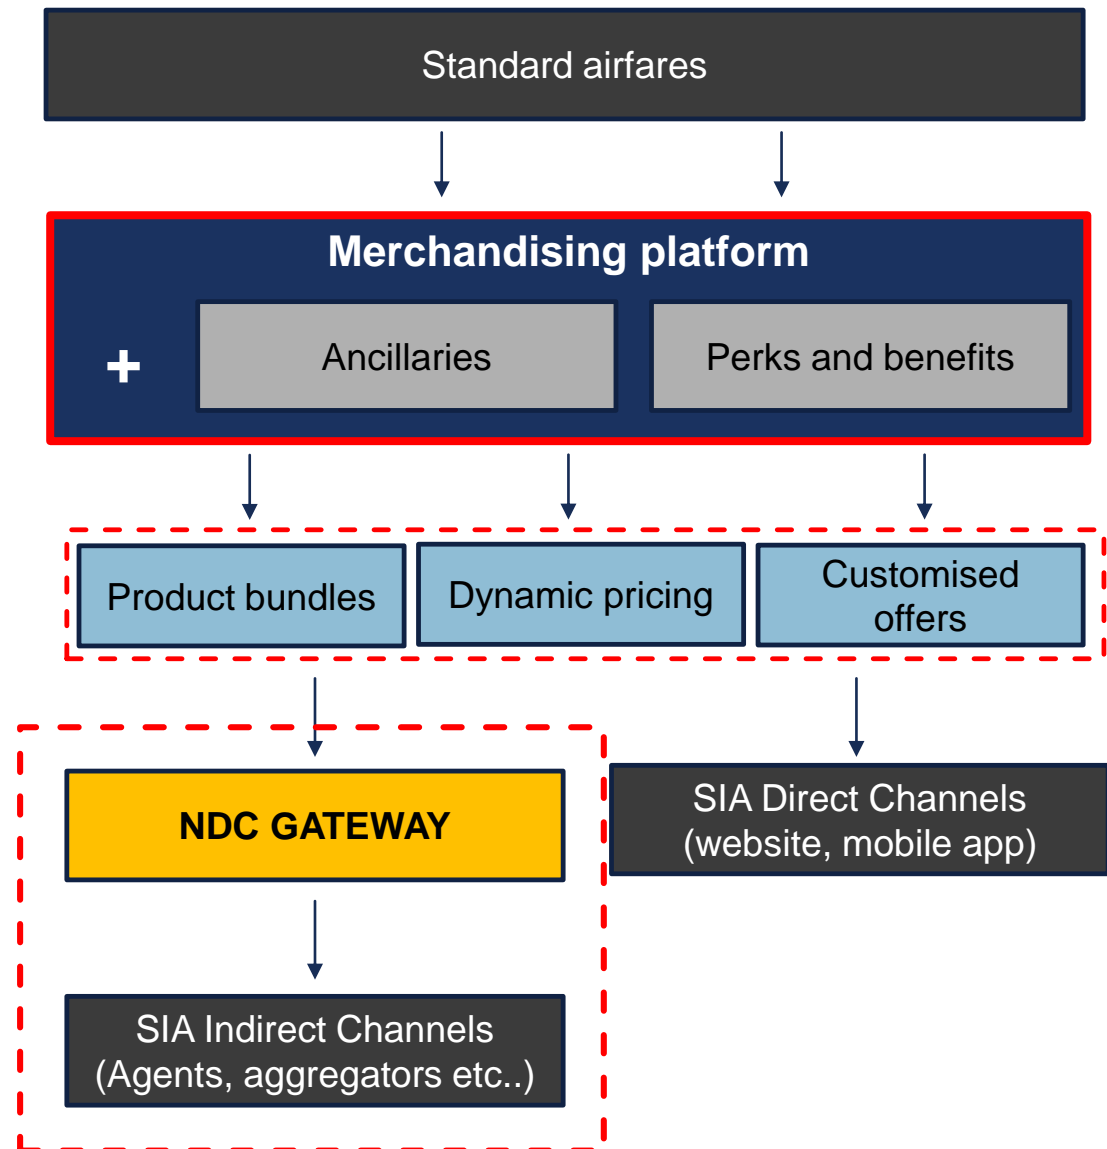 Standard airfares
Merchandising platform
+
Ancillaries
Perks and benefits
Product bundles
Dynamic pricing
Customised
offers
NDC GATEWAY
SIA Direct Channels
(website, mobile app)
SIA Indirect Channels
(Agents, aggregators etc..)